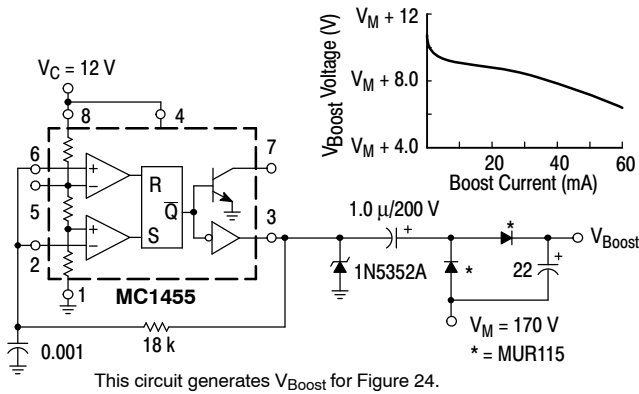 V_C = 12 V
8
4
6
5
2
1
7
3
+
−
+
−
R
S
Q̅
MC1455
0.001
18 k
1N5352A
1.0 μ/200 V
+
*
*
+
22
V_Boost
V_M = 170 V
* = MUR115
V_Boost Voltage (V)
V_M + 12
V_M + 8.0
V_M + 4.0
20
40
60
Boost Current (mA)
This circuit generates V_Boost for Figure 24.